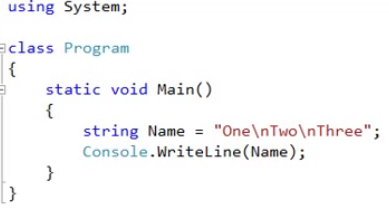 using System;
class Program
{
static void Main()
{
string Name = "One\nTwo\nThree";
Console.WriteLine(Name);
}
}